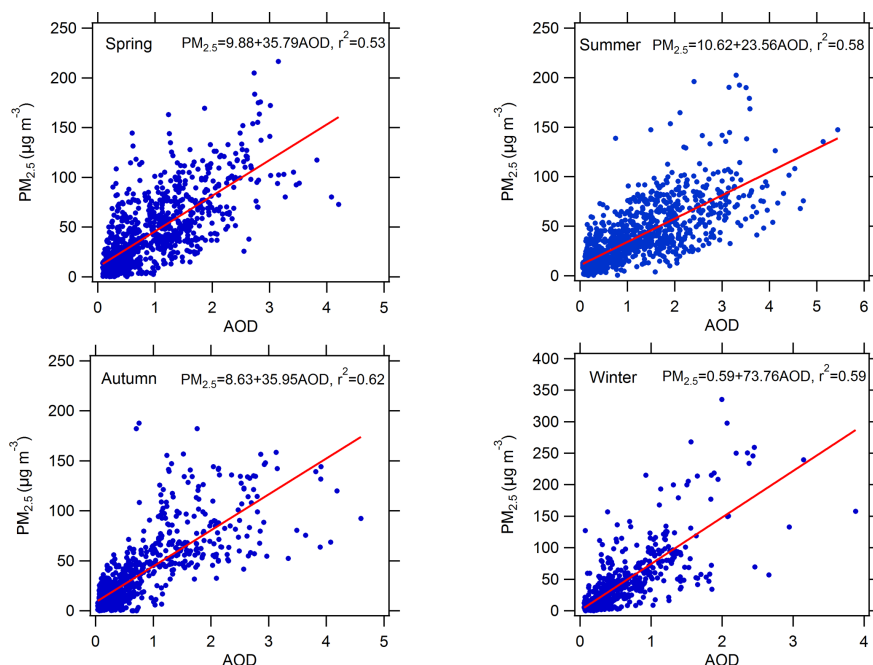 Spring
PM2.5=9.88+35.79AOD, r2=0.53
250
200
150
100
50
0
PM2.5 (µg m-3)
0 1 2 3 4 5
AOD
Summer
PM2.5=10.62+23.56AOD, r2=0.58
250
200
150
100
50
0
PM2.5 (µg m-3)
0 1 2 3 4 5 6
AOD
Autumn
PM2.5=8.63+35.95AOD, r2=0.62
250
200
150
100
50
0
PM2.5 (µg m-3)
0 1 2 3 4 5
AOD
Winter
PM2.5=0.59+73.76AOD, r2=0.59
400
350
300
250
200
150
100
50
0
PM2.5 (µg m-3)
0 1 2 3 4
AOD